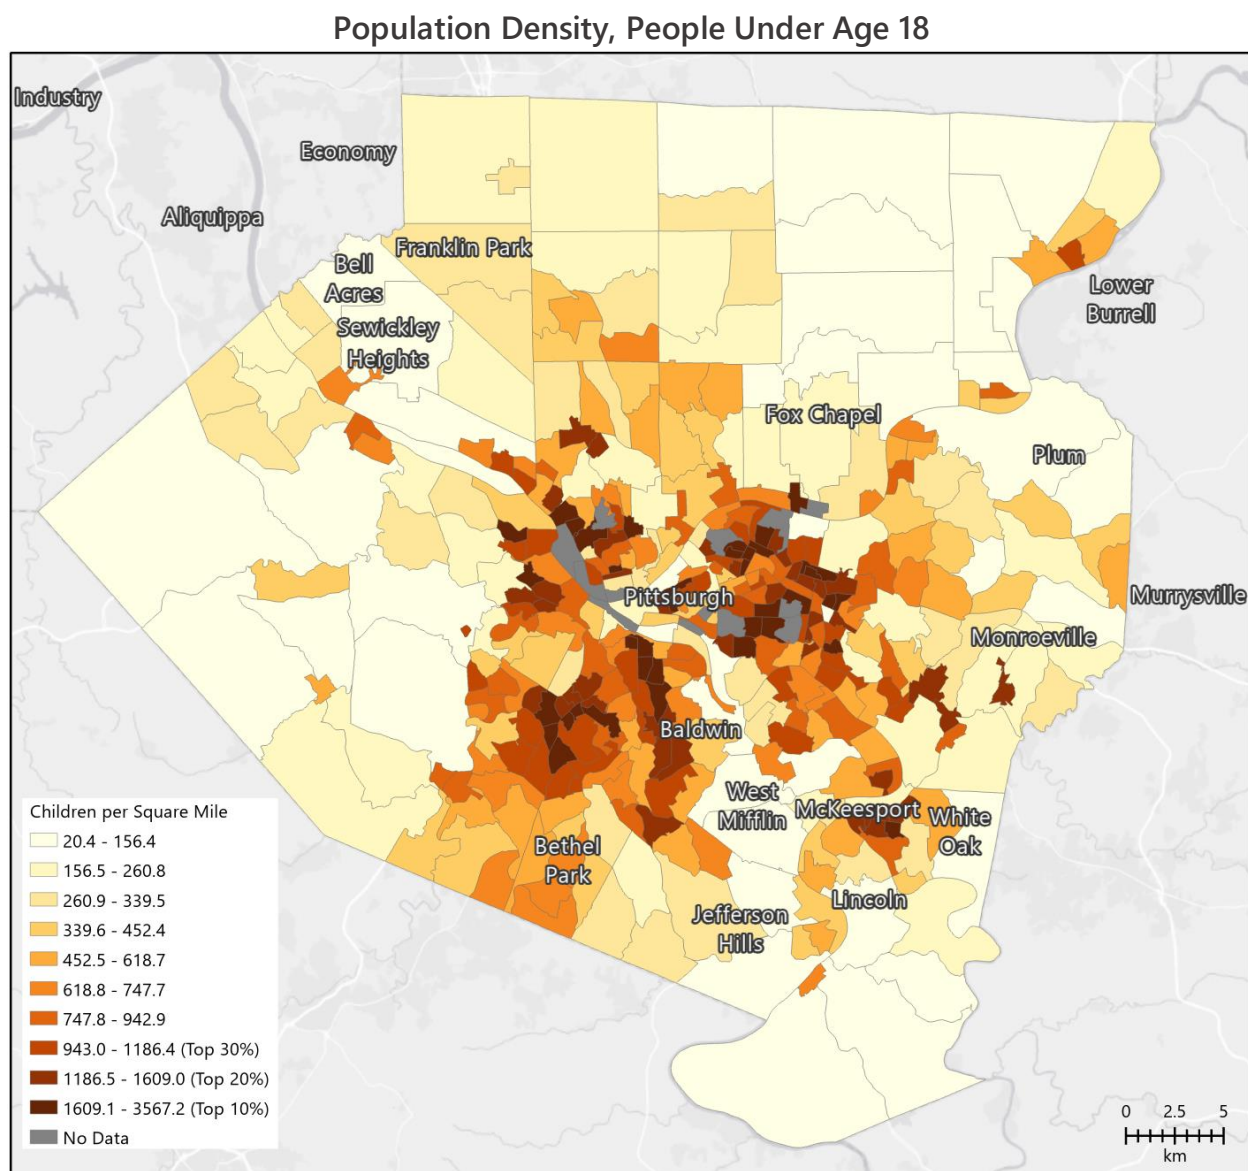 Population Density, People Under Age 18
Industry
Economy
Aliquippa
Franklin Park
Bell
Acres
Lower
Burrell
Sewickley
Heights
Fox Chapel
Plum
Pittsburgh
Murrysville
Monroeville
Baldwin
West
Mifflin
McKeesport
White
Oak
Bethel
Park
Lincoln
Jefferson
Hills
Children per Square Mile
20.4 - 156.4
156.5 - 260.8
260.9 - 339.5
339.6 - 452.4
452.5 - 618.7
618.8 - 747.7
747.8 - 942.9
943.0 - 1186.4 (Top 30%)
1186.5 - 1609.0 (Top 20%)
1609.1 - 3567.2 (Top 10%)
No Data
0 2.5 5
km